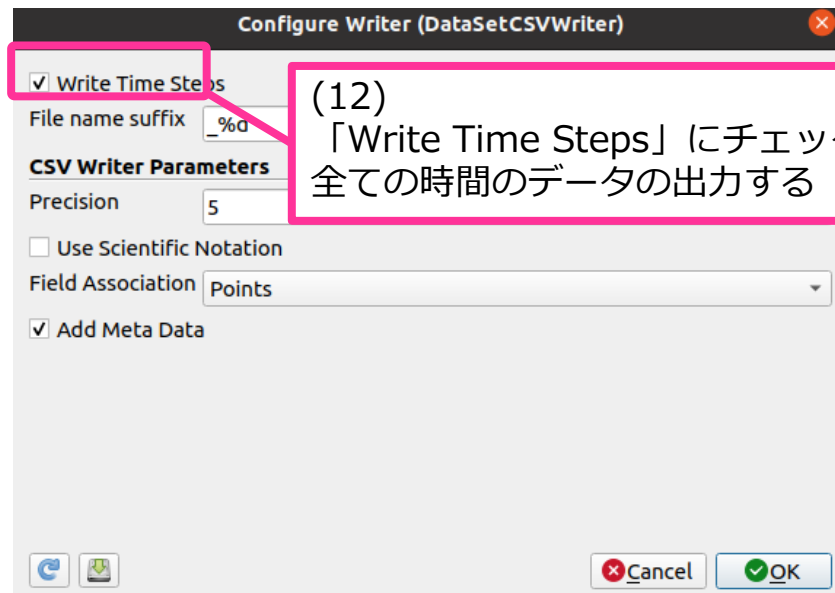 Configure Writer (DataSetCSVWriter)
Write Time Steps
File name suffix _%d
CSV Writer Parameters
Precision 5
Use Scientific Notation
Field Association Points
Add Meta Data
(12)
「Write Time Steps」にチェッ
全ての時間のデータの出力する
Cancel OK